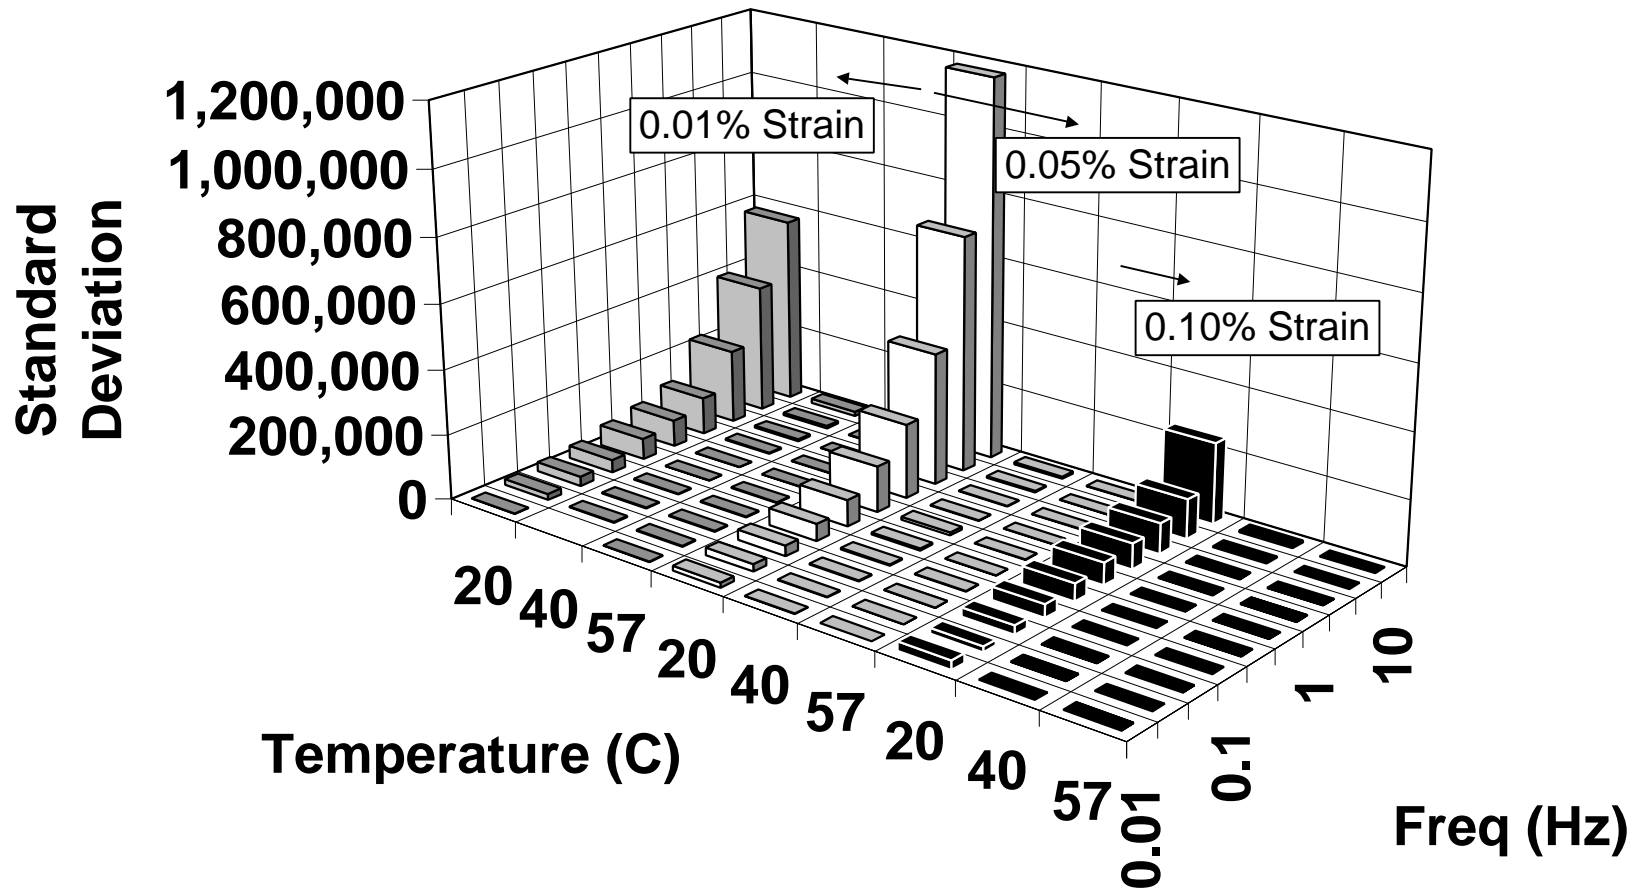 1,200,000
1,000,000
800,000
600,000
400,000
200,000
0
Standard
Deviation
0.01% Strain
0.05% Strain
0.10% Strain
20
40
57
20
40
57
20
40
57
Temperature (C)
0.01
0.1
1
10
Freq (Hz)